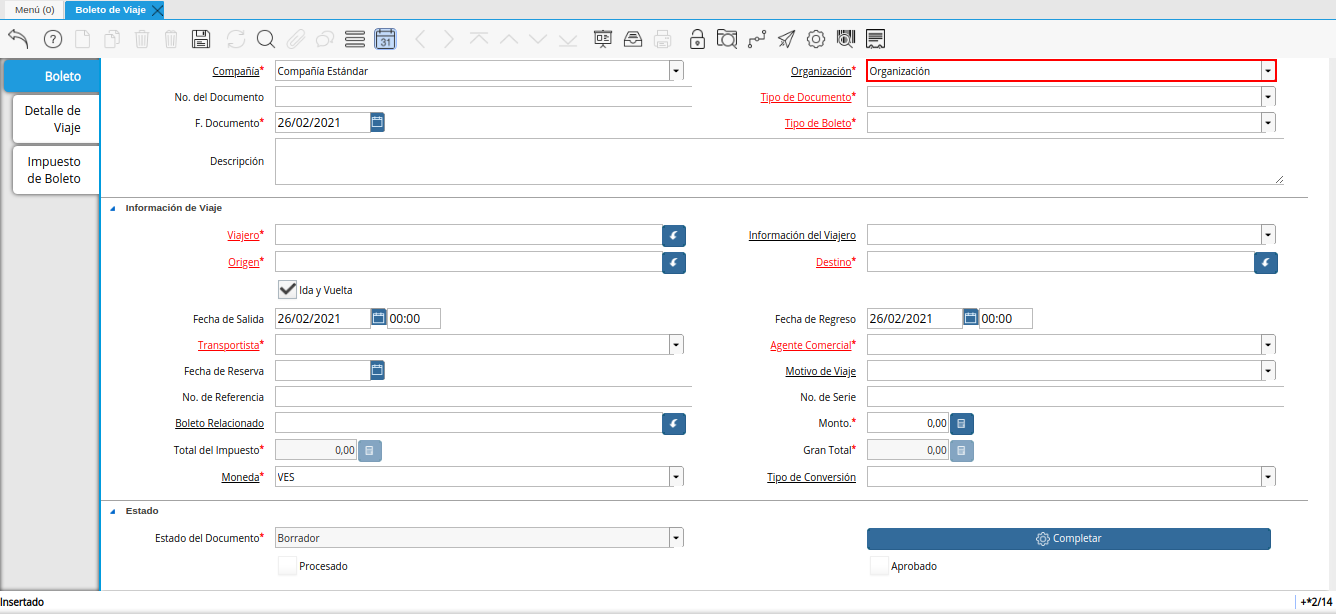 Menú (0) Boleto de Viaje
31
Boleto
Detalle de
Viaje
Impuesto
de Boleto
Compañía* Compañía Estándar Organización* Organización
No. del Documento Tipo de Documento*
F. Documento* 26/02/2021 Tipo de Boleto*
Descripción
Información de Viaje
Viajero* Información del Viajero
Origen* Destino*
Ida y Vuelta
Fecha de Salida 26/02/2021 00:00 Fecha de Regreso 26/02/2021 00:00
Transportista* Agente Comercial*
Fecha de Reserva Motivo de Viaje
No. de Referencia No. de Serie
Boleto Relacionado Monto.* 0,00
Total del Impuesto* 0,00 Gran Total* 0,00
Moneda* VES Tipo de Conversión
Estado
Estado del Documento* Borrador Completar
Procesado Aprobado
Insertado +*2/14